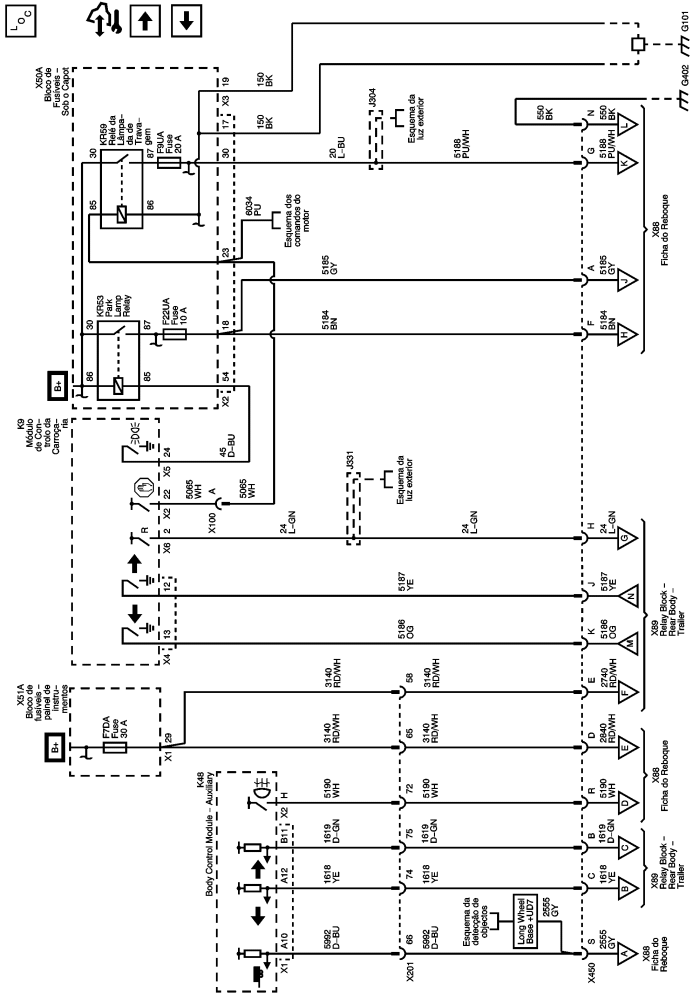 LOC
X50A
Bloco de
Fusíveis –
Sob o Capot
KR59
Relé da
Lâmpa–
da de
Trava–
gem
30
87
85
86
F9UA
Fuse
20 A
19
X3
150
BK
17
150
BK
30
20
L–BU
J304
Esquema da
luz exterior
5188
PU/WH
G
5188
PU/WH
K
G101
G402
550
BK
N
550
BK
L
6034
PU
Esquema dos
comandos do
motor
23
KR53
Park
Lamp
Relay
30
87
86
85
F22UA
Fuse
10 A
18
54
X2
5185
GY
A
5185
GY
J
5184
BN
F
5184
BN
H
X88
Ficha do Reboque
B+
K9
Módulo
de Con–
trolo da
Carroça–
ria
24
X5
45
D–BU
22
X2
5065
WH
A
X100
5065
WH
R
2
X6
24
L–GN
J331
Esquema da
luz exterior
24
L–GN
H
24
L–GN
G
12
5187
YE
J
5187
YE
N
13
X4
5186
OG
K
5186
OG
M
X89
Relay Block –
Rear Body –
Trailer
X51A
Bloco de
fusíveis –
painel de
instru–
mentos
B+
F7DA
Fuse
30 A
29
X1
3140
RD/WH
58
3140
RD/WH
E
2740
RD/WH
F
3140
RD/WH
65
3140
RD/WH
D
2840
RD/WH
E
K48
Body Control Module – Auxiliary
H
X2
5190
WH
72
5190
WH
R
5190
WH
D
X88
Ficha do Reboque
B11
1619
D–GN
75
1619
D–GN
B
1619
D–GN
C
A12
1618
YE
74
1618
YE
C
1618
YE
B
X89
Relay Block –
Rear Body –
Trailer
A10
X1
5992
D–BU
66
X201
5992
D–BU
Esquema da
detecção de
objectos
Long Wheel
Base +UD7
2555
GY
S
X450
2555
GY
A
X88
Ficha do
Reboque